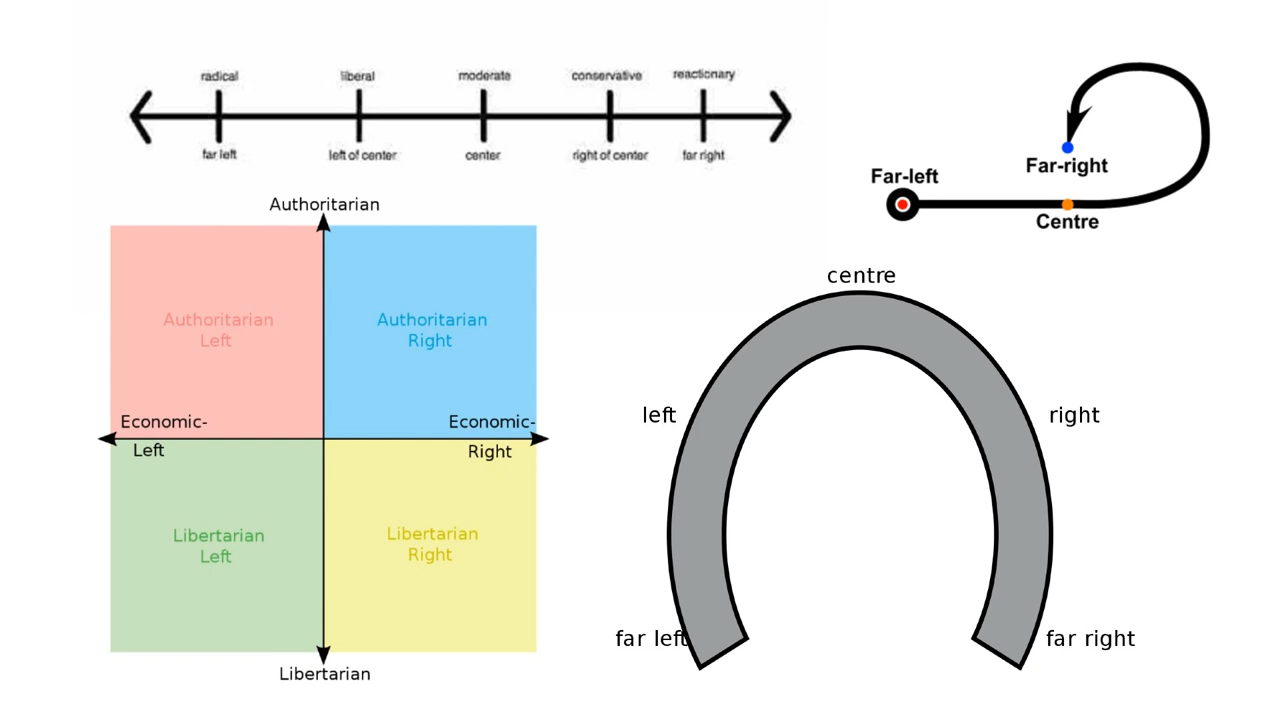 radical
liberal
moderate
conservative
reactionary
far left
left of center
center
right of center
far right
Far-left
Far-right
Centre
Authoritarian
Authoritarian
Left
Authoritarian
Right
Economic-
Left
Economic-
Right
Libertarian
Left
Libertarian
Right
Libertarian
centre
left
right
far left
far right